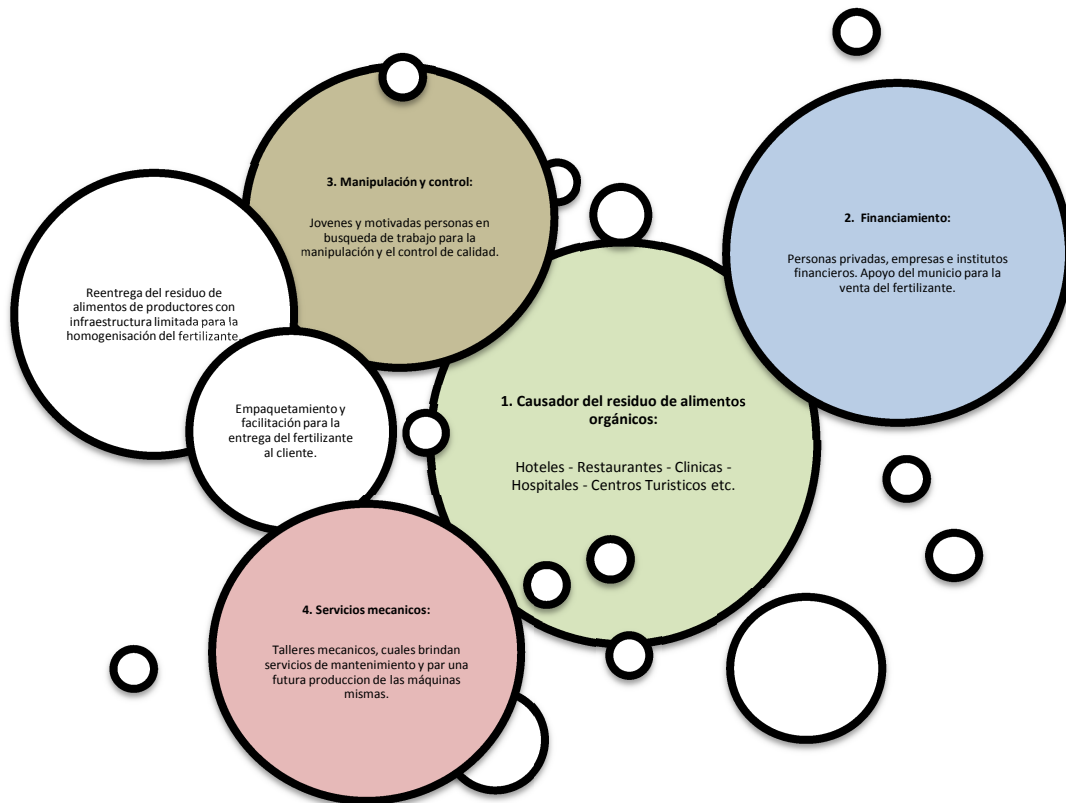 3. Manipulación y control:
Jovenes y motivadas personas en
busqueda de trabajo para la
manipulación y el control de calidad.
2. Financiamiento:
Personas privadas, empresas e institutos
financieros. Apoyo del municio para la
venta del fertilizante.
Reentrega del residuo de
alimentos de productores con
infraestructura limitada para la
homogenisación del fertilizante.
Empaquetamiento y
facilitación para la
entrega del fertilizante
al cliente.
1. Causador del residuo de alimentos
orgánicos:
Hoteles - Restaurantes - Clinicas -
Hospitales - Centros Turisticos etc.
4. Servicios mecanicos:
Talleres mecanicos, cuales brindan
servicios de mantenimiento y par una
futura produccion de las máquinas
mismas.